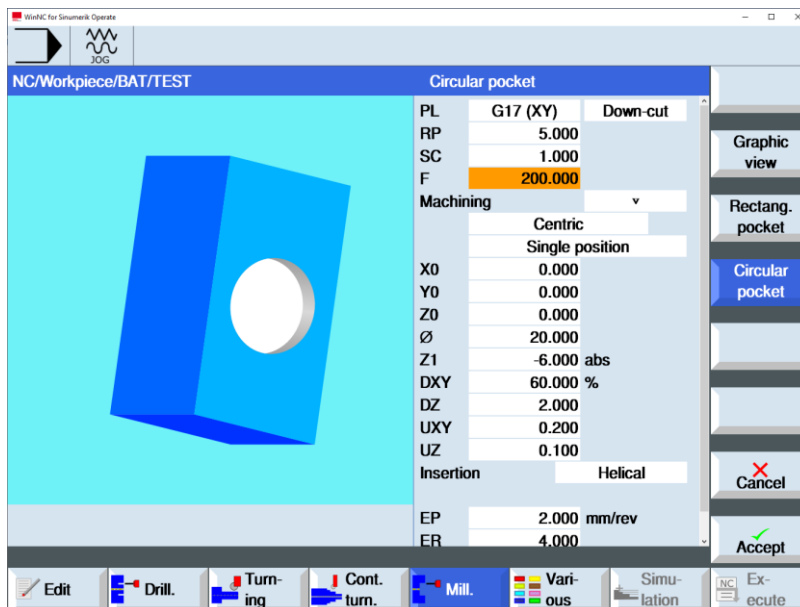 WinNC for Sinumerik Operate
JOG
NC/Workpiece/BAT/TEST
Circular pocket
PL G17 (XY) Down-cut
RP 5.000
SC 1.000
F 200.000
Machining v
Centric
Single position
X0 0.000
Y0 0.000
Z0 0.000
Ø 20.000
Z1 -6.000 abs
DXY 60.000 %
DZ 2.000
UXY 0.200
UZ 0.100
Insertion Helical
EP 2.000 mm/rev
ER 4.000
Graphic
view
Rectang.
pocket
Circular
pocket
Cancel
Accept
Edit
Drill.
Turn-
ing
Cont.
turn.
Mill.
Vari-
ous
Simu-
lation
NC
Ex-
ecute